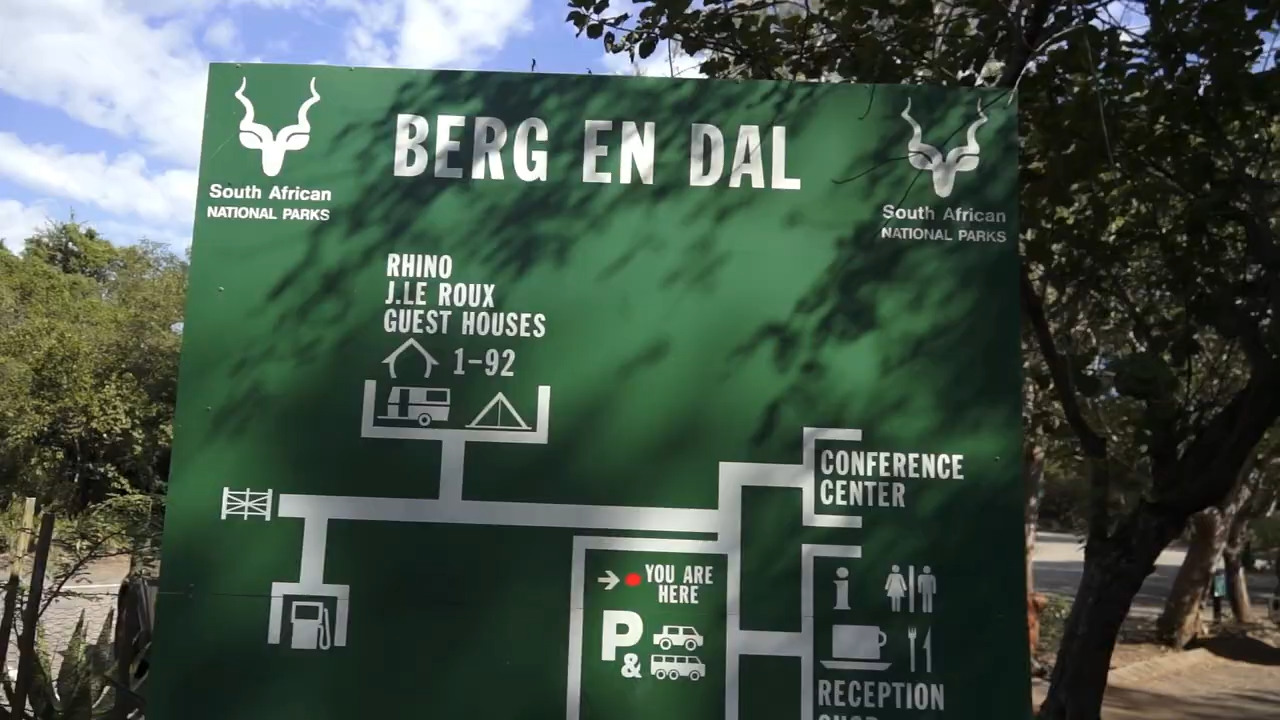 BERG EN DAL
South African
NATIONAL PARKS
South African
NATIONAL PARKS
RHINO
J.LE ROUX
GUEST HOUSES
1-92
CONFERENCE
CENTER
YOU ARE
HERE
P
&
i
RECEPTION